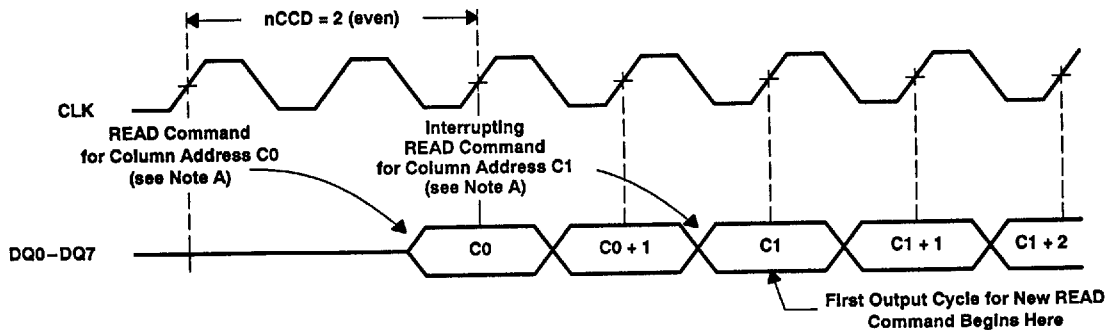 nCCD = 2 (even)
CLK
READ Command
for Column Address C0
(see Note A)
Interrupting
READ Command
for Column Address C1
(see Note A)
DQ0–DQ7
C0
C0 + 1
C1
C1 + 1
C1 + 2
First Output Cycle for New READ
Command Begins Here